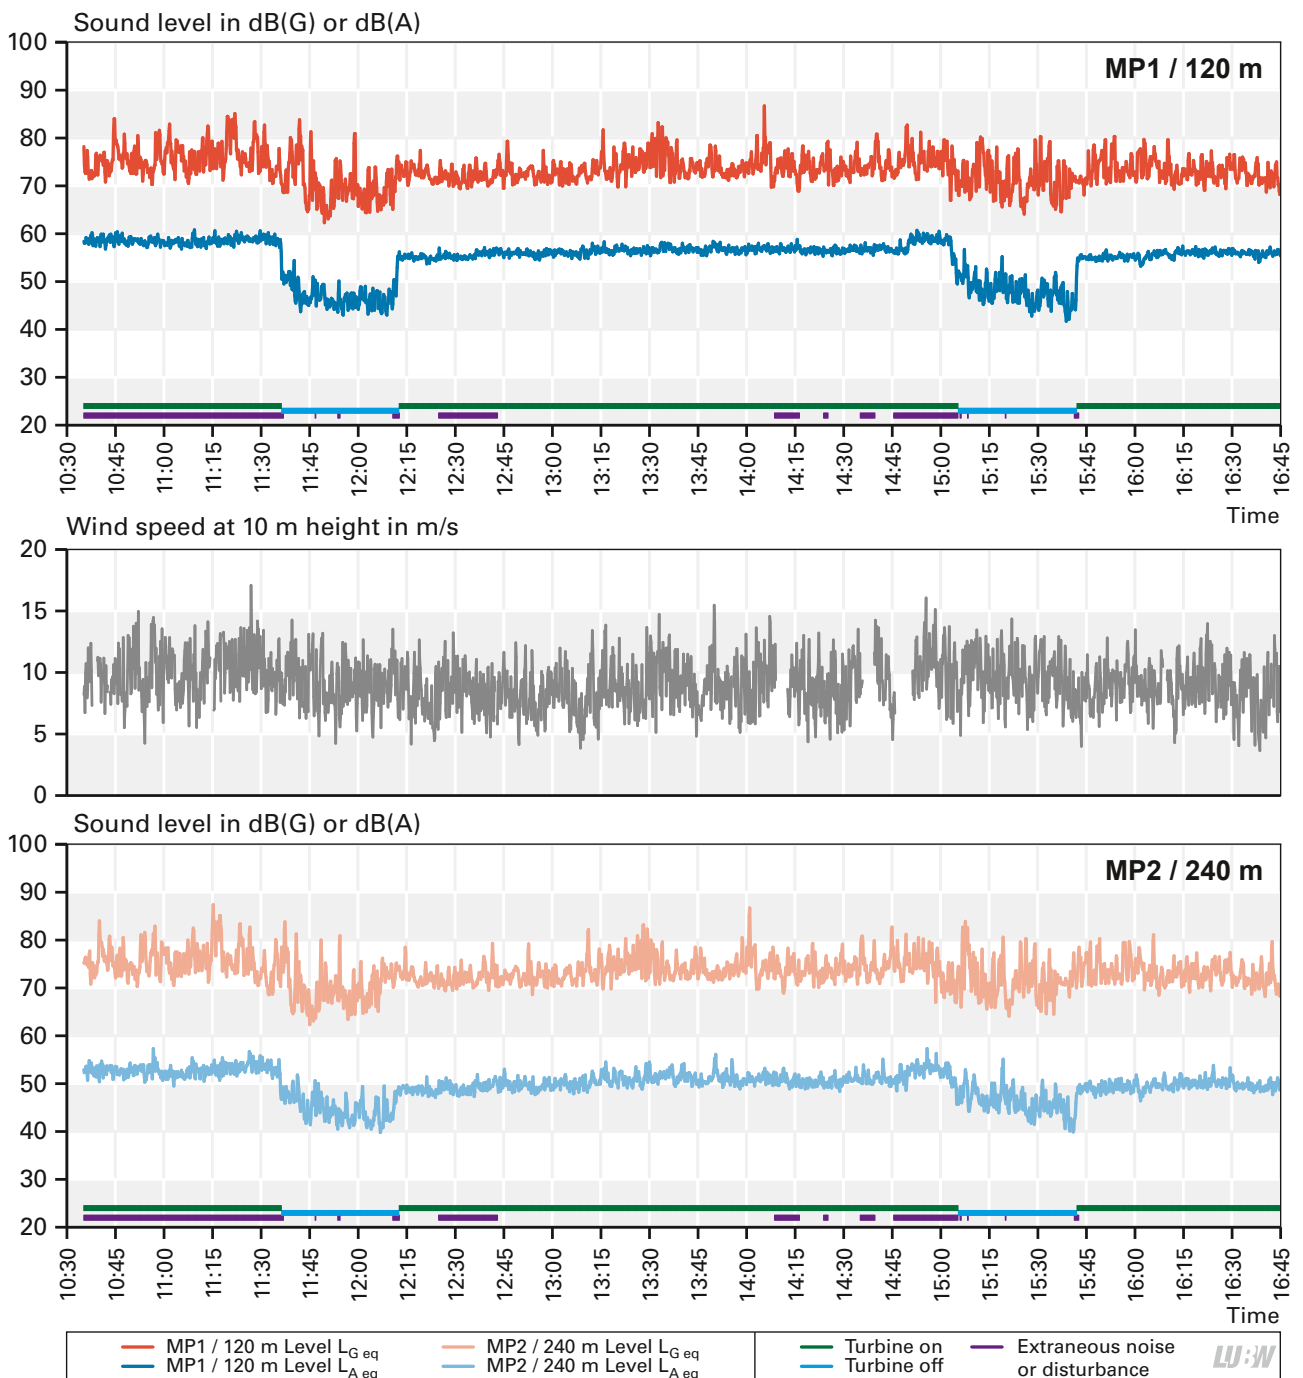 Sound level in dB(G) or dB(A)
MP1 / 120 m
100
90
80
70
60
50
40
30
20
10:30 10:45 11:00 11:15 11:30 11:45 12:00 12:15 12:30 12:45 13:00 13:15 13:30 13:45 14:00 14:15 14:30 14:45 15:00 15:15 15:30 15:45 16:00 16:15 16:30 16:45
Time
Wind speed at 10 m height in m/s
20
15
10
5
0
Sound level in dB(G) or dB(A)
MP2 / 240 m
100
90
80
70
60
50
40
30
20
10:30 10:45 11:00 11:15 11:30 11:45 12:00 12:15 12:30 12:45 13:00 13:15 13:30 13:45 14:00 14:15 14:30 14:45 15:00 15:15 15:30 15:45 16:00 16:15 16:30 16:45
Time
MP1 / 120 m Level L G eq
MP1 / 120 m Level L A eq
MP2 / 240 m Level L G eq
MP2 / 240 m Level L A eq
Turbine on
Turbine off
Extraneous noise
or disturbance
LUBW